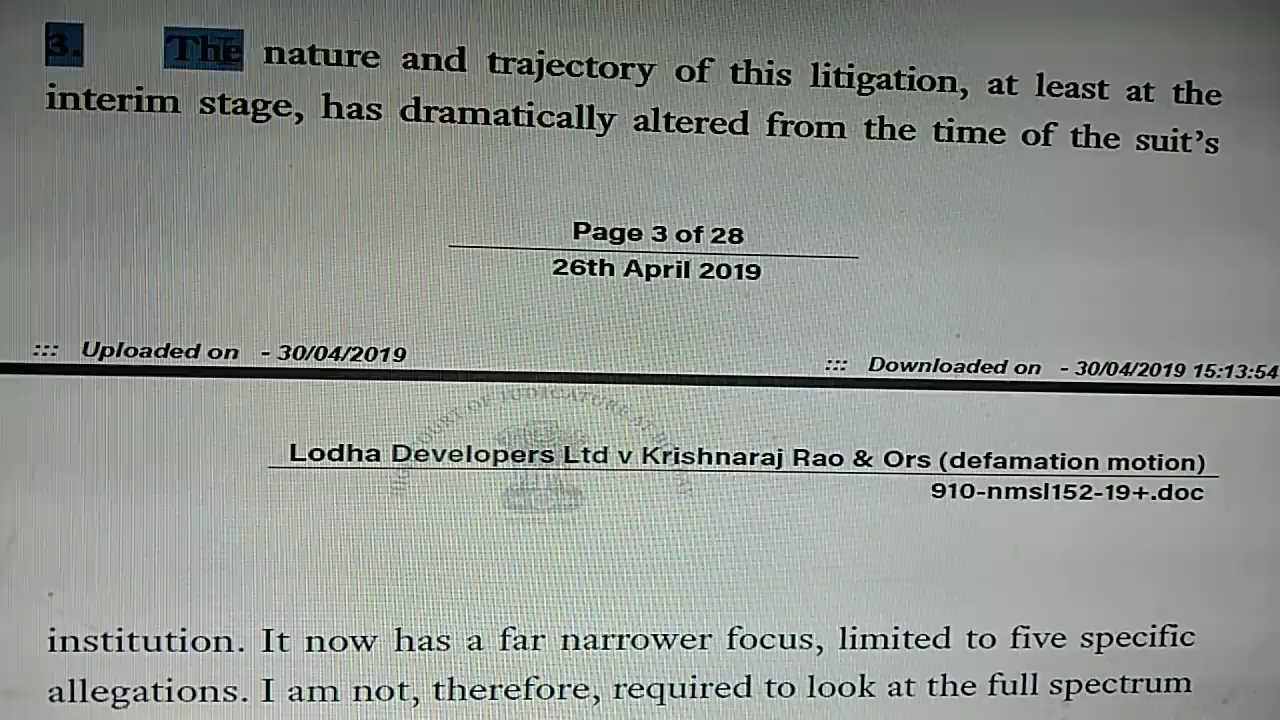 3. The nature and trajectory of this litigation, at least at the
interim stage, has dramatically altered from the time of the suit's
Page 3 of 28
26th April 2019
::: Uploaded on - 30/04/2019
::: Downloaded on - 30/04/2019 15:13:54
COURT OF JUDICATURE AT
Lodha Developers Ltd v Krishnaraj Rao & Ors (defamation motion)
910-nmsl152-19+.doc
institution. It now has a far narrower focus, limited to five specific
allegations. I am not, therefore, required to look at the full spectrum